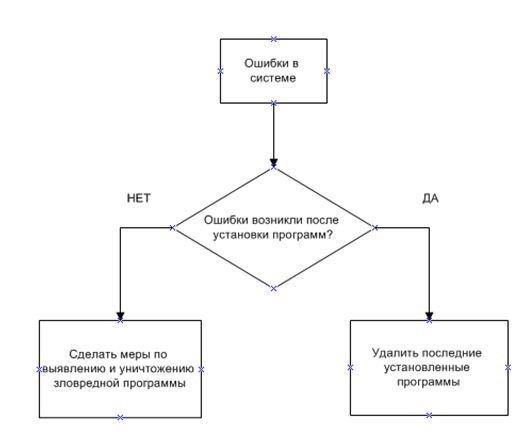 Ошибки в
системе
НЕТ
ДА
Ошибки возникли после
установки программ?
Сделать меры по
выявлению и уничтожению
зловредной программы
Удалить последние
установленные
программы